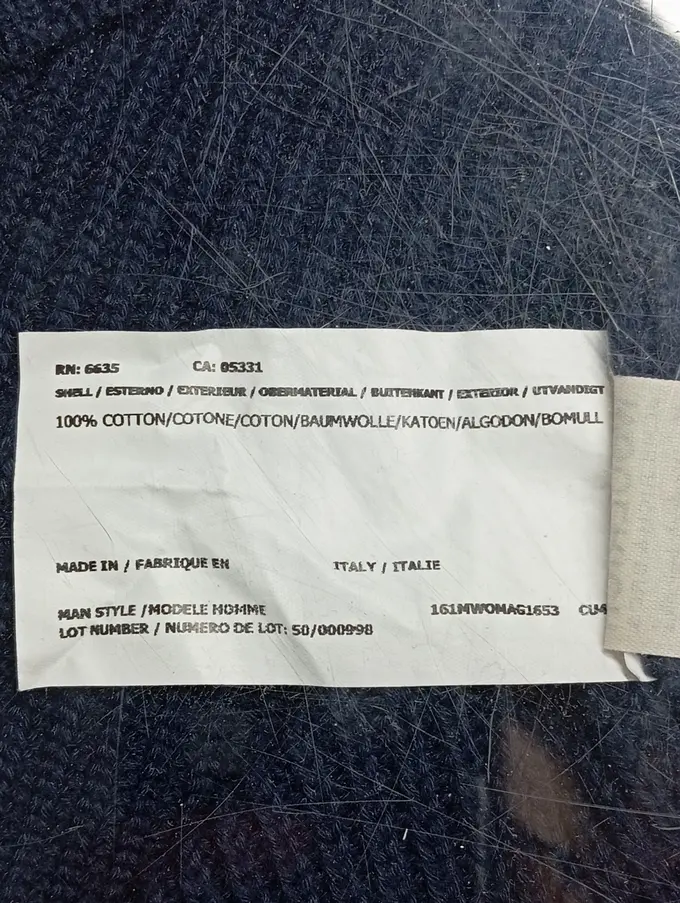 RN: 6635 CA: 05331
SHELL / ESTERNO / EXTERIEUR / OBERMATERIAL / BUITENKANT / EXTERIOR / UTVANDIGT
100% COTTON/COTONE/COTON/BAUMWOLLE/KATOEN/ALGODON/BOMULL
MADE IN / FABRIQUE EN ITALY / ITALIE
MAN STYLE /MODELE HOMME 161MWOMAG1653
LOT NUMBER / NUMERO DE LOT: 50/000998